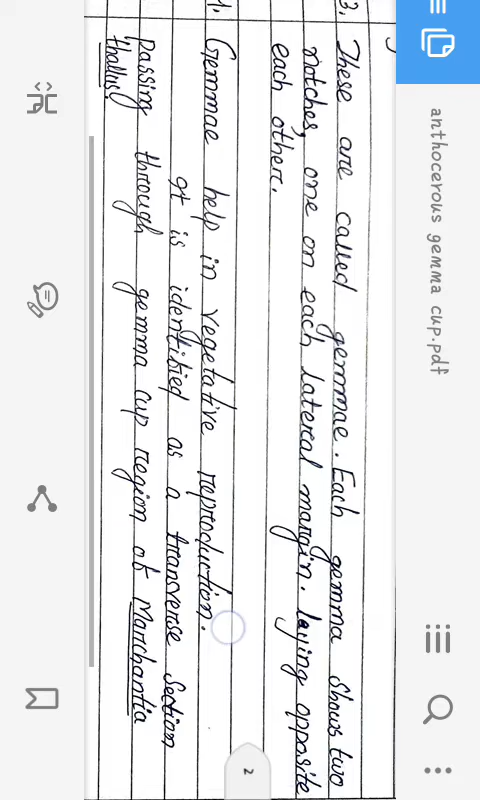 anthocerous gemma cup.pdf
3. These are called gemmae. Each gemma shows two
notches, one on each lateral margin. laying opposite
each other.
Gemmae help in vegetative reproduction.
It is identified as a transverse section
passing through gemma cup region of Marchantia
thallus.
2